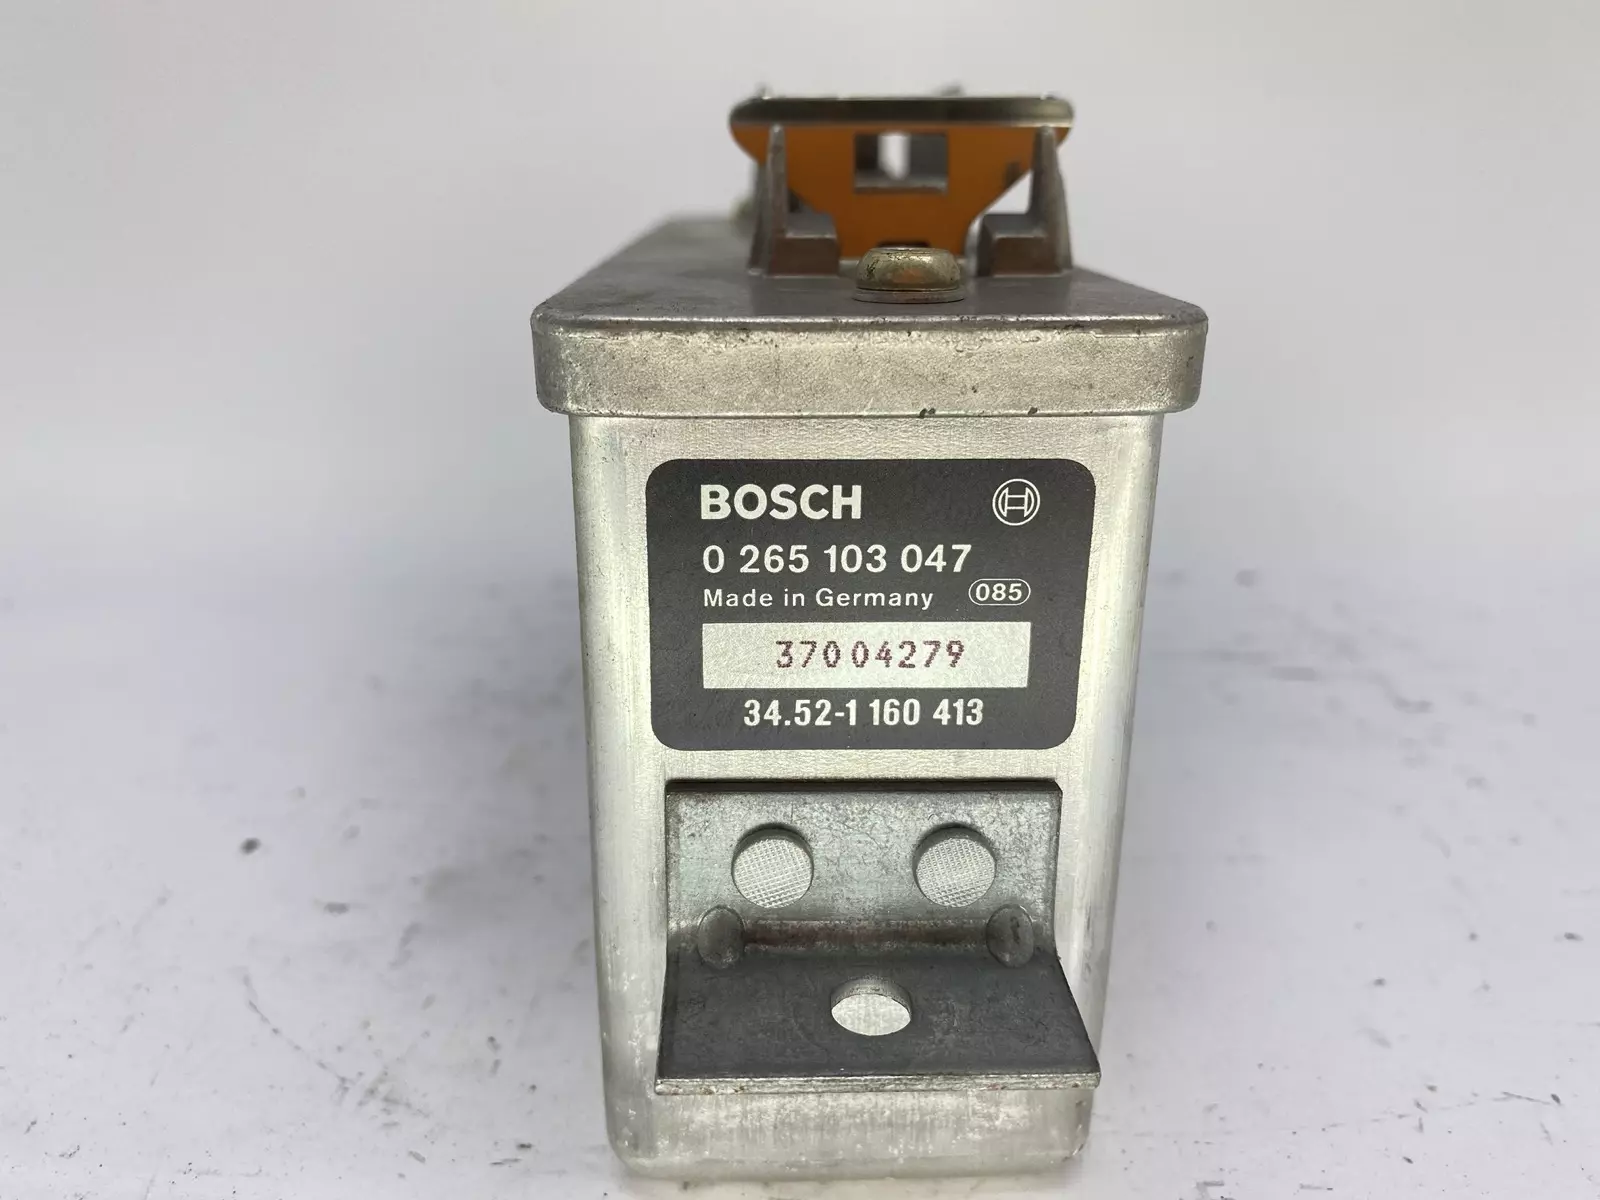 BOSCH
0 265 103 047
Made in Germany 085
37004279
34.52-1 160 413